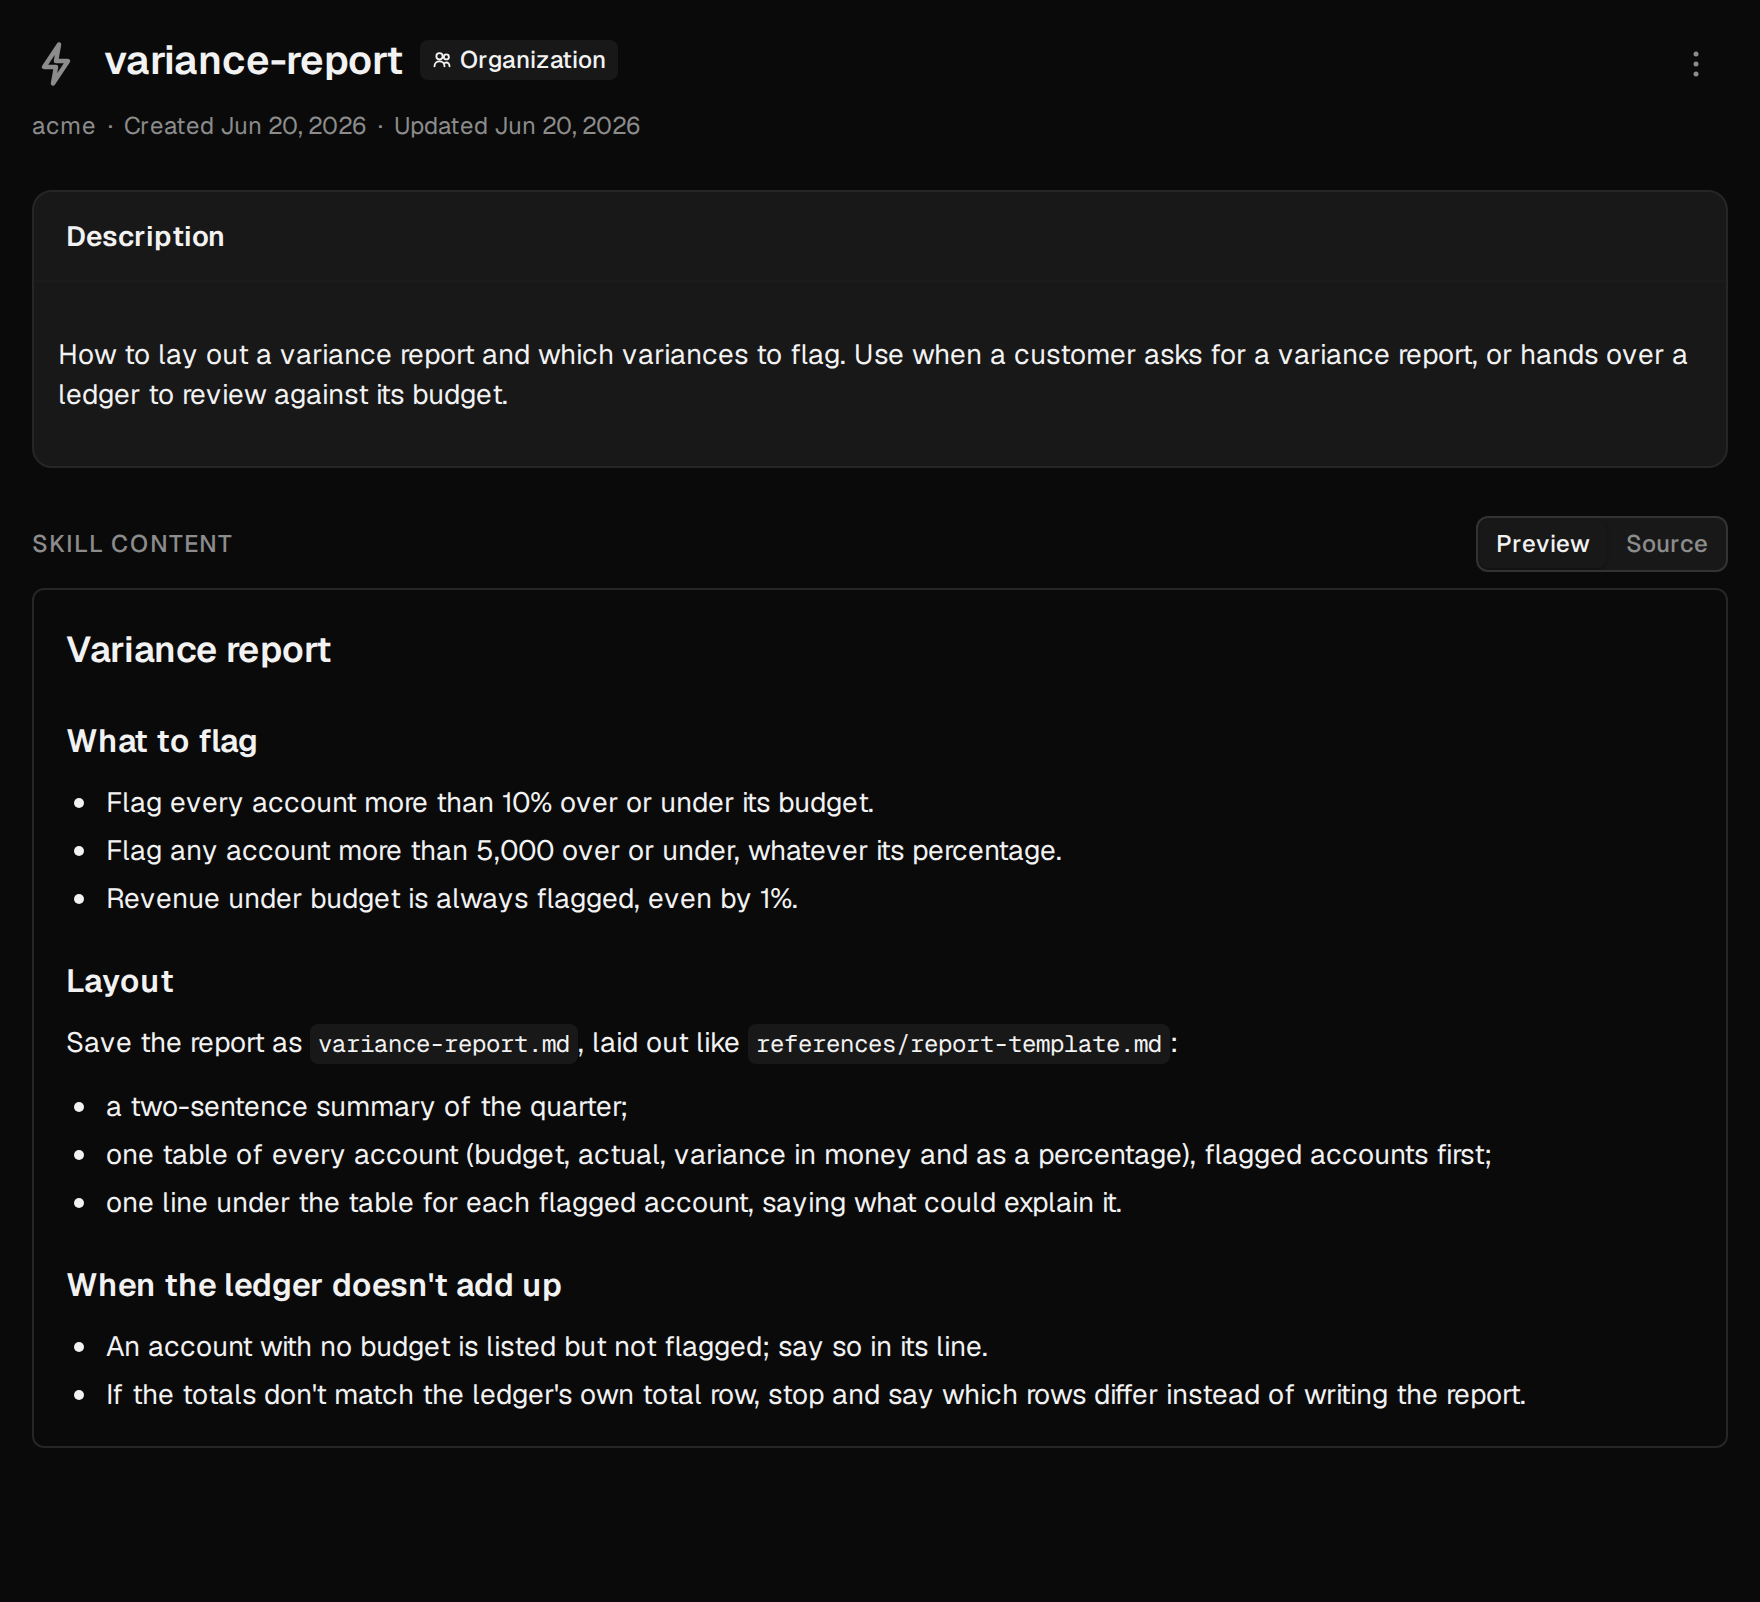 variance-report
Organization
acme · Created Jun 20, 2026 · Updated Jun 20, 2026
Description
How to lay out a variance report and which variances to flag. Use when a customer asks for a variance report, or hands over a
ledger to review against its budget.
SKILL CONTENT
Preview
Source
Variance report
What to flag
• Flag every account more than 10% over or under its budget.
• Flag any account more than 5,000 over or under, whatever its percentage.
• Revenue under budget is always flagged, even by 1%.
Layout
Save the report as variance-report.md, laid out like references/report-template.md:
• a two-sentence summary of the quarter;
• one table of every account (budget, actual, variance in money and as a percentage), flagged accounts first;
• one line under the table for each flagged account, saying what could explain it.
When the ledger doesn't add up
• An account with no budget is listed but not flagged; say so in its line.
• If the totals don't match the ledger's own total row, stop and say which rows differ instead of writing the report.